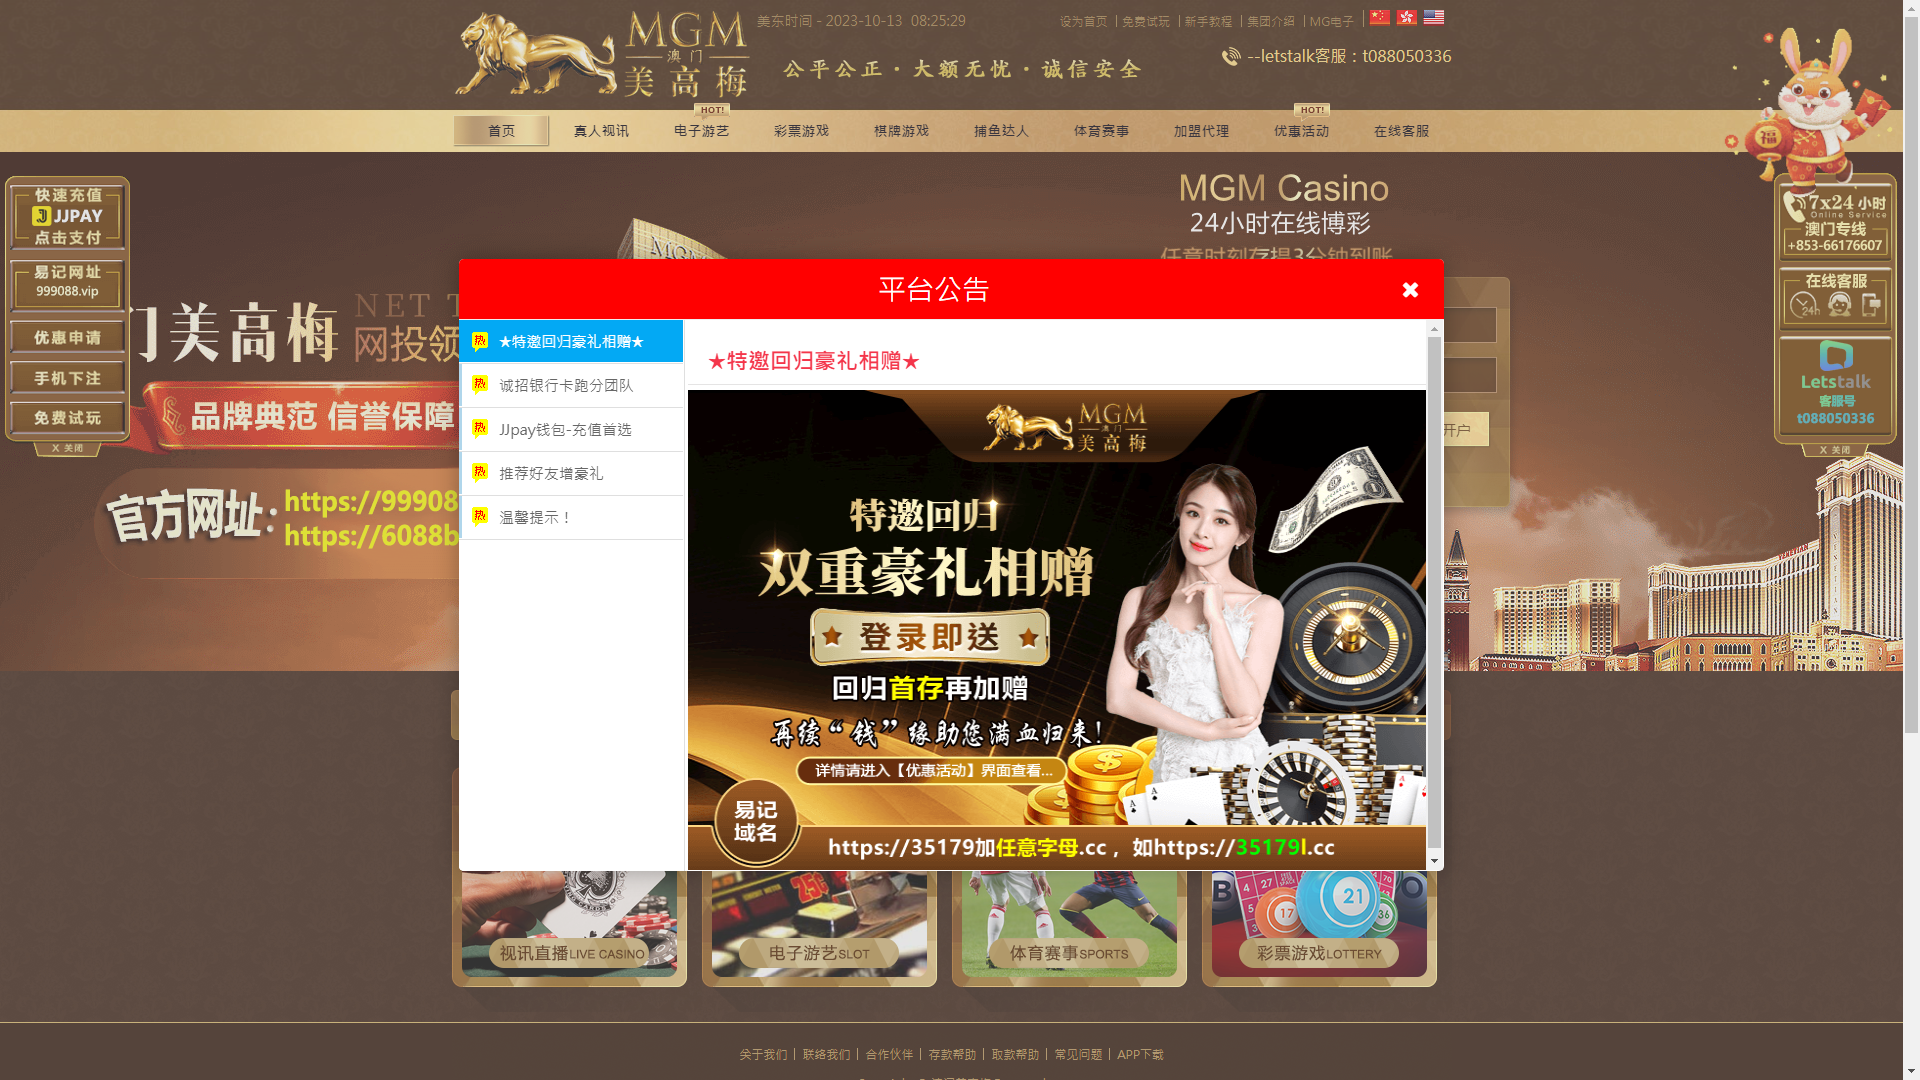 MGM
澳门
美高梅
美东时间 - 2023-10-13 08:25:29
设为首页 | 免费试玩 | 新手教程 | 集团介绍 | MG电子 |
公平公正·大额无忧·诚信安全
--letstalk客服：t088050336
HOT!
HOT!
首页 真人视讯 电子游艺 彩票游戏 棋牌游戏 捕鱼达人 体育赛事 加盟代理 优惠活动 在线客服
福
快速充值
JJPAY
点击支付
易记网址
999088.vip
优惠申请
手机下注
免费试玩
X 关闭
MGM Casino
24小时在线博彩
任意时刻存提3分钟到账
7x24 小时
Online Service
澳门专线
+853-66176607
在线客服
24h
Letstalk
客服号
t088050336
X 关闭
门美高梅
NET T
网投领
品牌典范 信誉保障
官方网址：
https://99908
https://6088b
开户
平台公告
热 ★特邀回归豪礼相赠★
热 诚招银行卡跑分团队
热 JJpay钱包-充值首选
热 推荐好友增豪礼
热 温馨提示！
★特邀回归豪礼相赠★
MGM
澳门
美高梅
特邀回归
双重豪礼相赠
登录即送
回归首存再加赠
再续“钱”缘助您满血归来！
详情请进入【优惠活动】界面查看...
易记
域名
https://35179加任意字母.cc ，如https://35179l.cc
VENETIAN
视讯直播LIVE CASINO
电子游艺SLOT
体育赛事SPORTS
彩票游戏LOTTERY
关于我们 | 联络我们 | 合作伙伴 | 存款帮助 | 取款帮助 | 常见问题 | APP下载